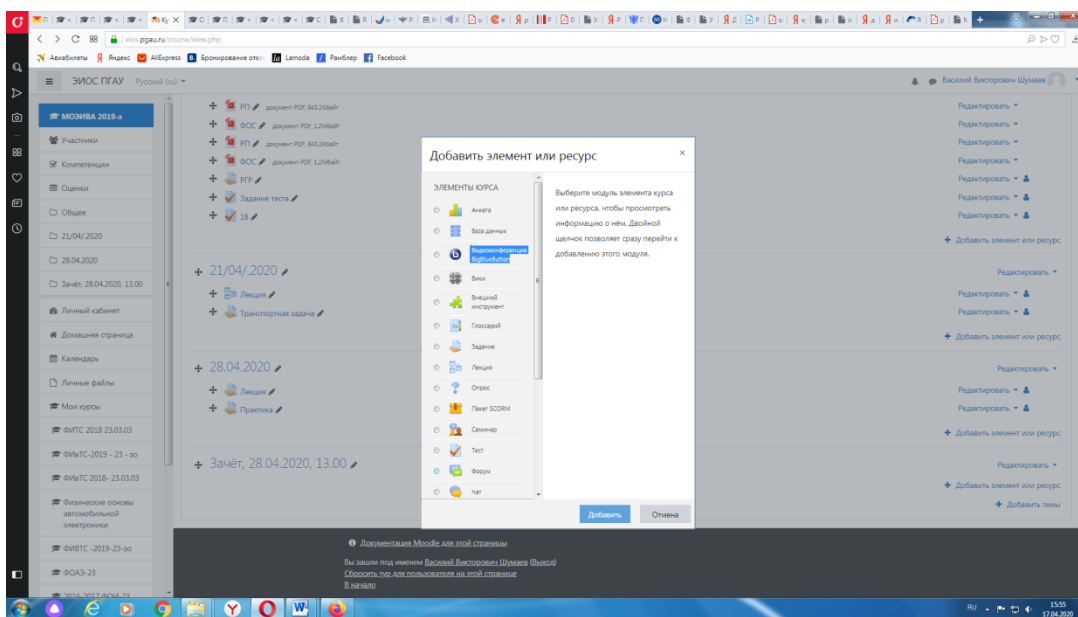 eios.pgau.ru/course/view.php
Авиабилеты Яндекс AliExpress Бронирование отел Lamoda Рамблер Facebook
ЭИОС ПГАУ Русский (ru)
Василий Викторович Шумаев
МОЭИВА 2019-з
Участники
Компетенции
Оценки
Общее
21/04/.2020
28.04.2020
Зачёт, 28.04.2020, 13.00
Личный кабинет
Домашняя страница
Календарь
Личные файлы
Мои курсы
ФИТС 2018 23.03.03
ФИвТС-2019 - 23 - зо
ФИвТС 2018- 23.03.03
Физические основы
автомобильной
электроники
ФИВТС -2019-23-зо
ФОАЭ-23
РП документ PDF, 843.2Кбайт
Редактировать
ФОС документ PDF, 1.2Мбайт
Редактировать
РП документ PDF, 843.2Кбайт
Редактировать
ФОС документ PDF, 1.2Мбайт
Редактировать
РГР
Редактировать
Задание теста
Редактировать
18
Редактировать
Добавить элемент или ресурс
21/04/.2020
Редактировать
Лекция
Редактировать
Транспортная задача
Редактировать
Добавить элемент или ресурс
28.04.2020
Редактировать
Лекция
Редактировать
Практика
Редактировать
Добавить элемент или ресурс
Зачёт, 28.04.2020, 13.00
Редактировать
Добавить элемент или ресурс
Добавить темы
Добавить элемент или ресурс ×
ЭЛЕМЕНТЫ КУРСА
Анкета
База данных
Видеоконференция
BigBlueButton
Вики
Внешний
инструмент
Глоссарий
Задание
Лекция
Опрос
Пакет SCORM
Семинар
Тест
Форум
Чат
Выберите модуль элемента курса
или ресурса, чтобы просмотреть
информацию о нём. Двойной
щелчок позволяет сразу перейти к
добавлению этого модуля.
Добавить Отмена
Документация Moodle для этой страницы
Вы зашли под именем Василий Викторович Шумаев (Выход)
Сбросить тур для пользователя на этой странице
В начало
RU
15:55
17.04.2020